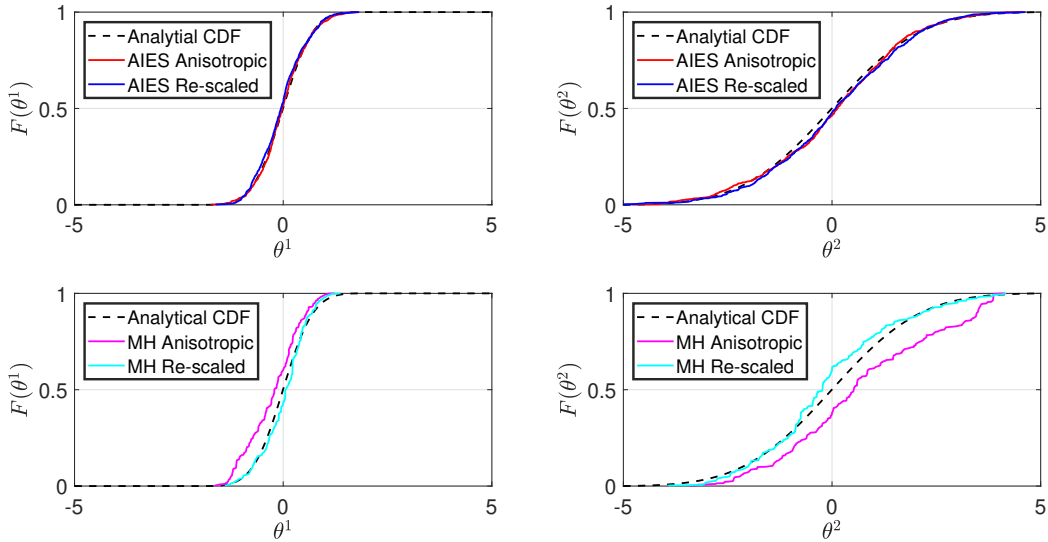 1
Analytial CDF
AIES Anisotropic
AIES Re-scaled
0.5
F(θ¹)
0
-5
0
5
θ¹
1
Analytial CDF
AIES Anisotropic
AIES Re-scaled
0.5
F(θ²)
0
-5
0
5
θ²
1
Analytical CDF
MH Anisotropic
MH Re-scaled
0.5
F(θ¹)
0
-5
0
5
θ¹
1
Analytical CDF
MH Anisotropic
MH Re-scaled
0.5
F(θ²)
0
-5
0
5
θ²